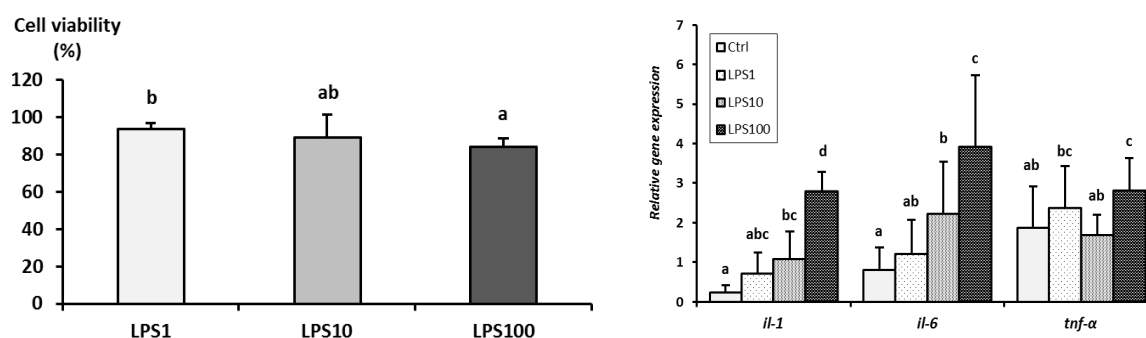 Cell viability
(%)
120
100
80
60
40
20
0
b
ab
a
LPS1
LPS10
LPS100
Relative gene expression
7
6
5
4
3
2
1
0
Ctrl
LPS1
LPS10
LPS100
a
abc
bc
d
a
ab
b
c
ab
bc
ab
c
il-1
il-6
tnf-α